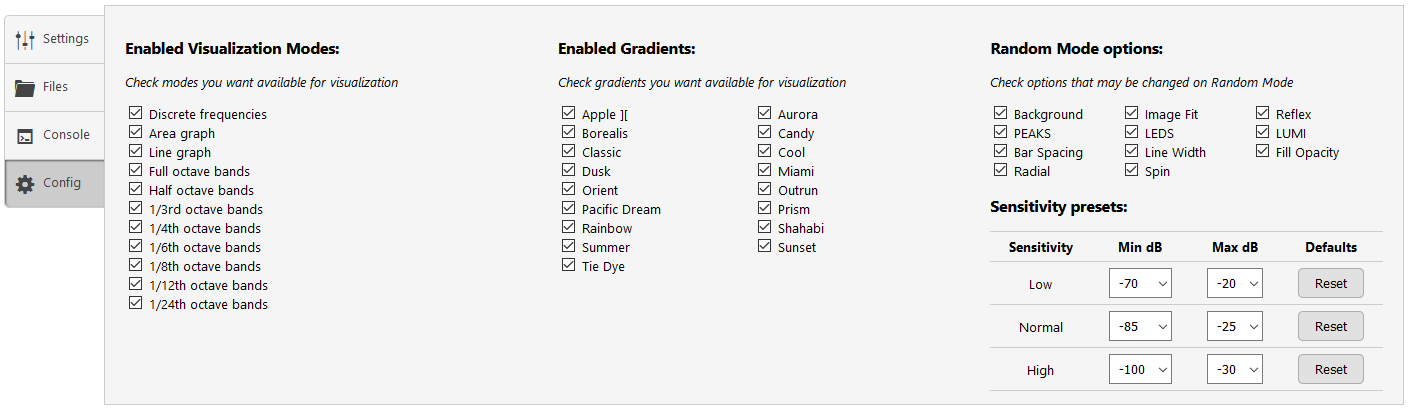 Settings
Files
Console
Config
Enabled Visualization Modes:
Check modes you want available for visualization
Discrete frequencies
Area graph
Line graph
Full octave bands
Half octave bands
1/3rd octave bands
1/4th octave bands
1/6th octave bands
1/8th octave bands
1/12th octave bands
1/24th octave bands
Enabled Gradients:
Check gradients you want available for visualization
Apple ][ Aurora
Borealis Candy
Classic Cool
Dusk Miami
Orient Outrun
Pacific Dream Prism
Rainbow Shahabi
Summer Sunset
Tie Dye
Random Mode options:
Check options that may be changed on Random Mode
Background Image Fit Reflex
PEAKS LEDS LUMI
Bar Spacing Line Width Fill Opacity
Radial Spin
Sensitivity presets:
Sensitivity Min dB Max dB Defaults
Low -70 -20 Reset
Normal -85 -25 Reset
High -100 -30 Reset